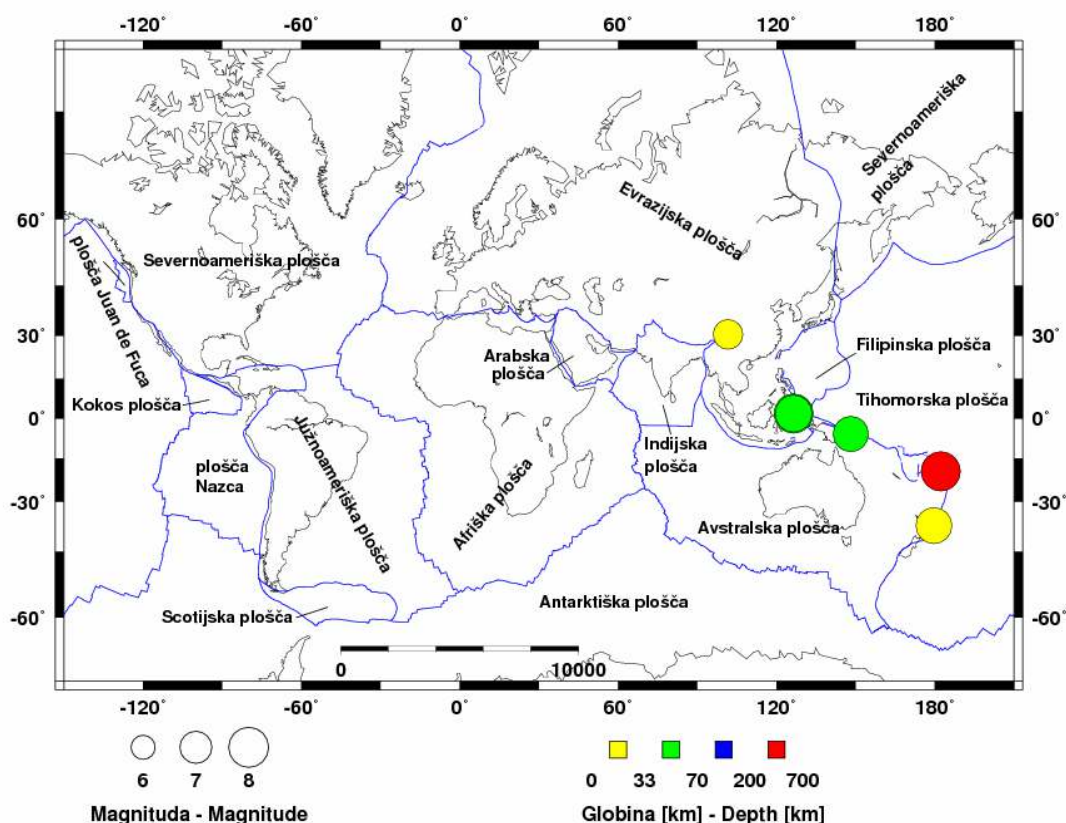 -120° -60° 0° 60° 120° 180°
60° 60°
30° 30°
0° 0°
-30° -30°
-60° -60°
Severnoameriška
plošča
Evrazijska plošča
Severnoameriška plošča
plošča Juan de Fuca
Arabska
plošča
Filipinska plošča
Kokos plošča
Tihomorska plošča
Indijska
plošča
plošča
Nazca
Južnoameriška plošča
Afriška plošča
Avstralska plošča
Antarktiška plošča
Scotijska plošča
0 10000
-120° -60° 0° 60° 120° 180°
6 7 8
Magnituda - Magnitude
0 33 70 200 700
Globina [km] - Depth [km]